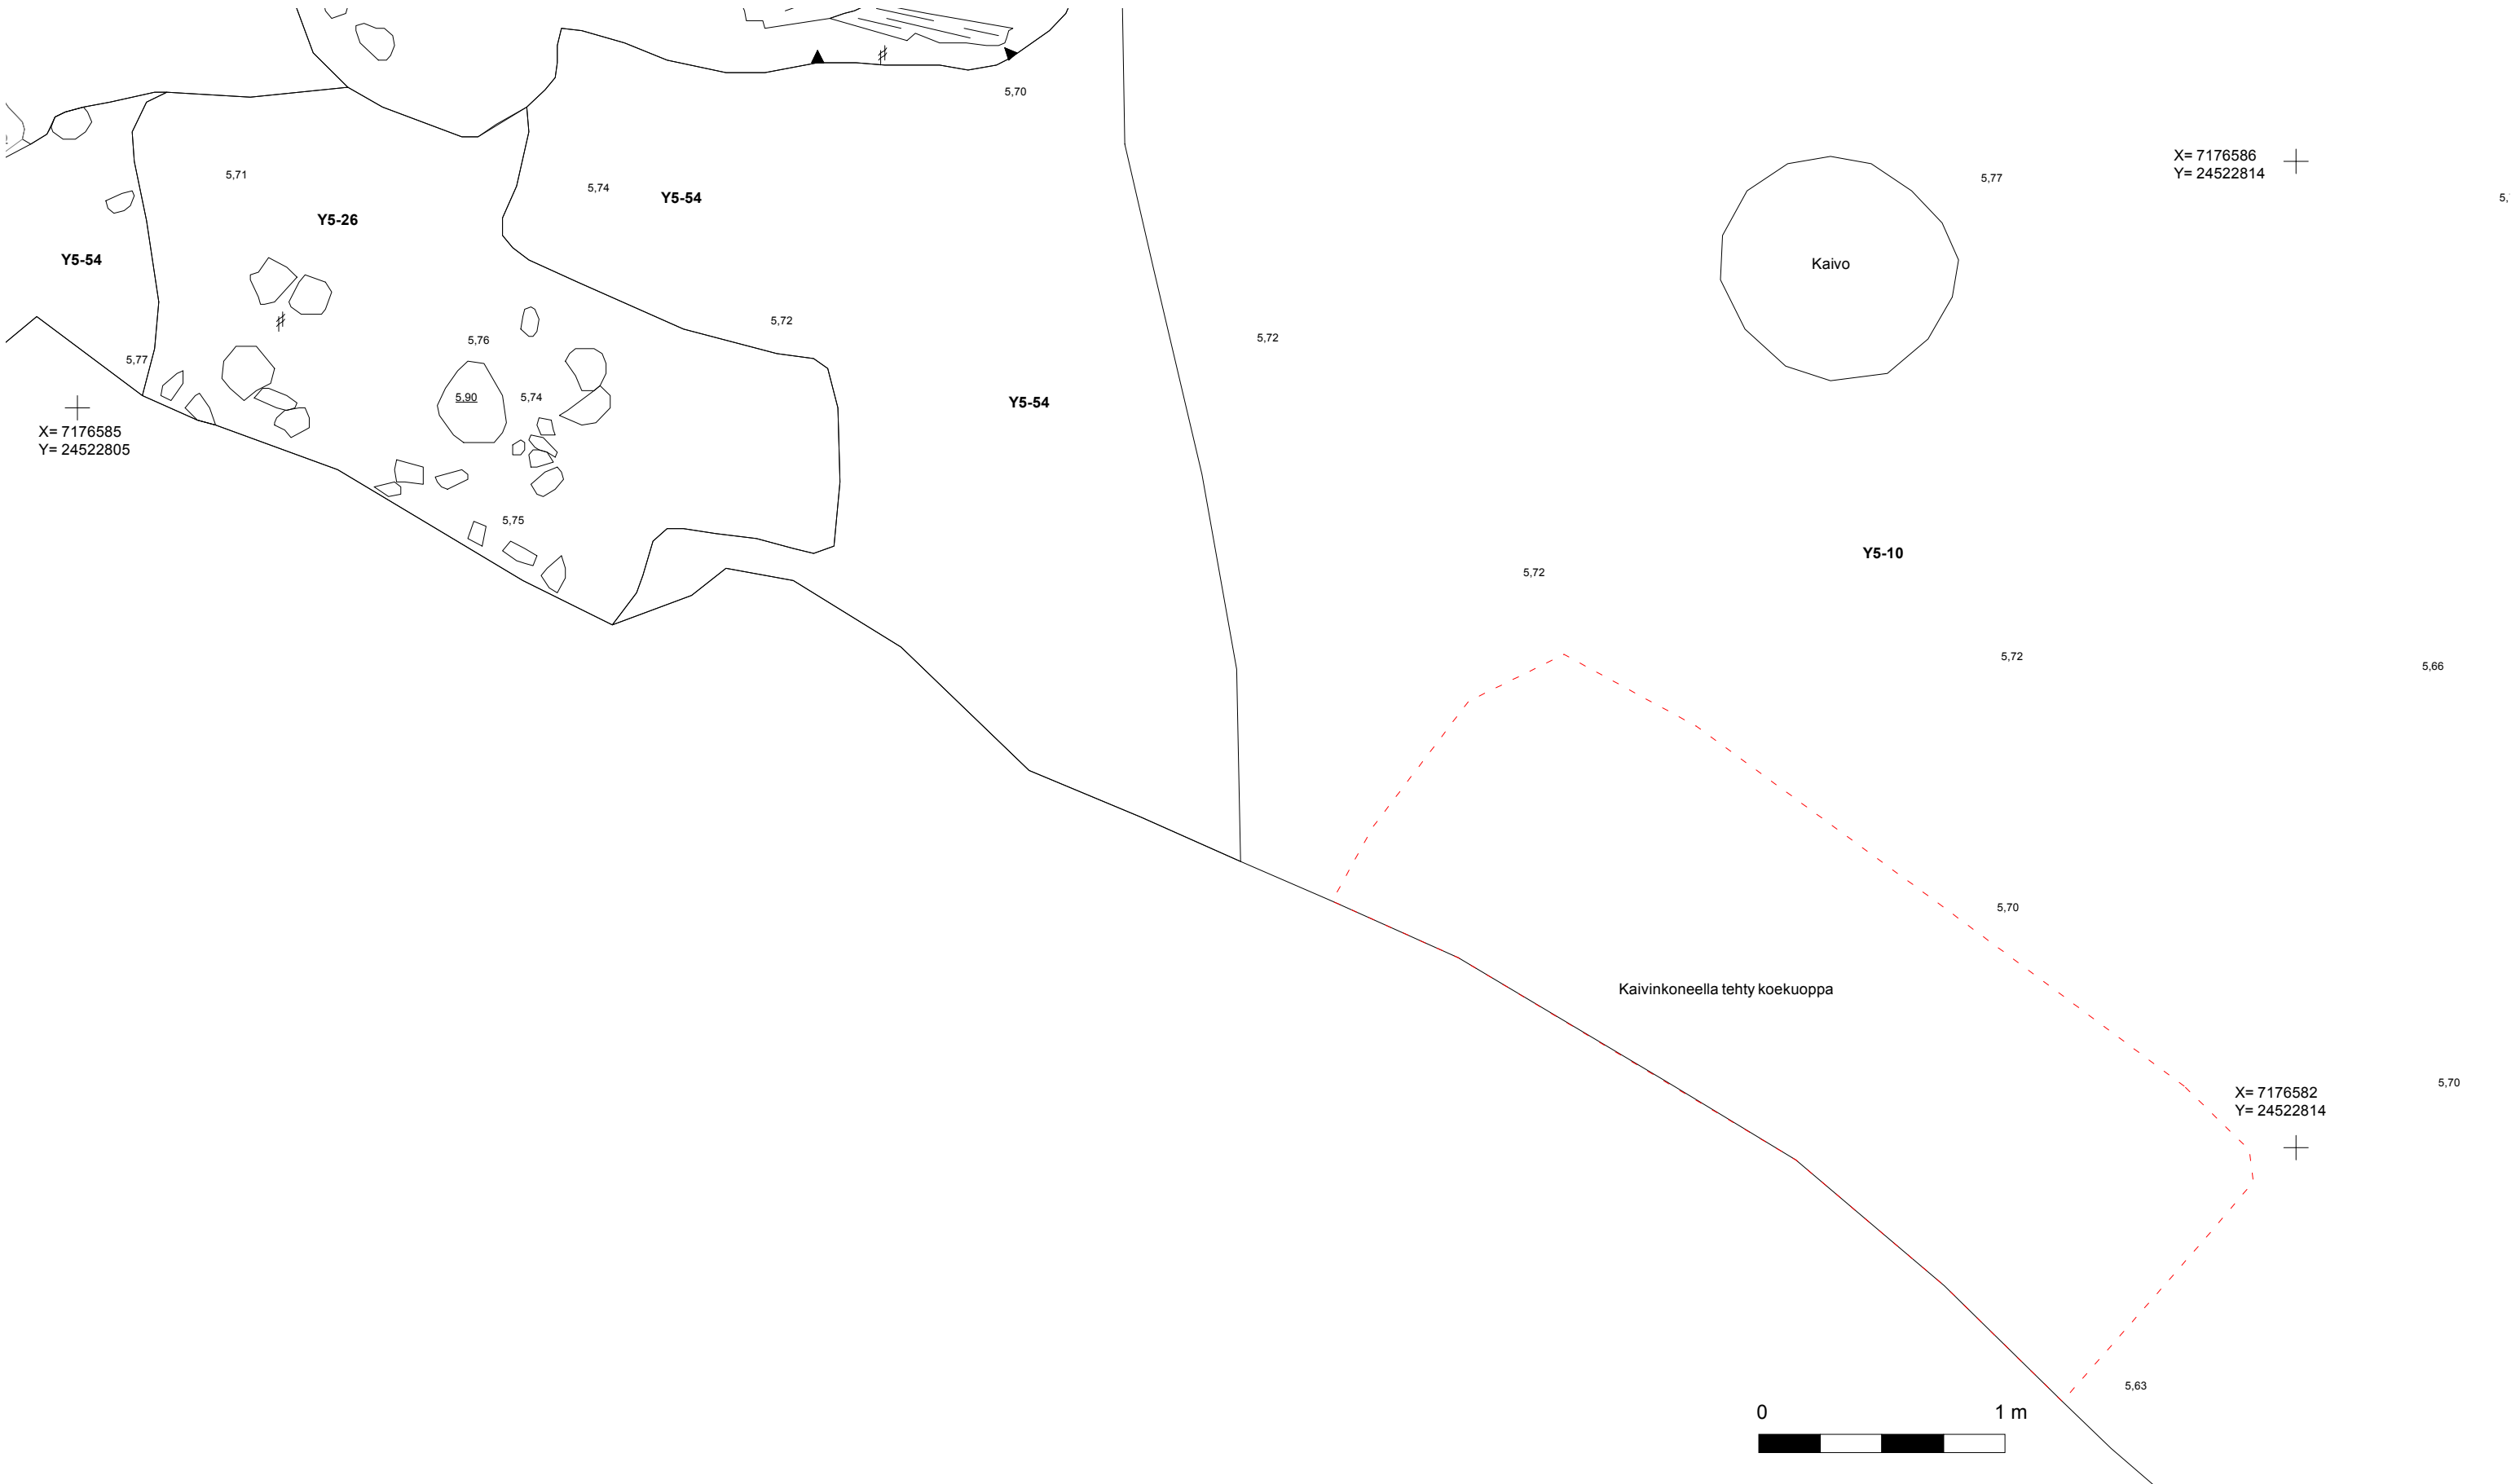 5,70
X= 7176586
Y= 24522814
5,71
5,74
Y5-54
5,77
Y5-26
Y5-54
Kaivo
5,72
5,72
5,76
5,77
5,90
5,74
Y5-54
X= 7176585
Y= 24522805
5,75
Y5-10
5,72
5,72
5,66
5,70
Kaivinkoneella tehty koekuoppa
5,70
X= 7176582
Y= 24522814
5,63
0 1 m